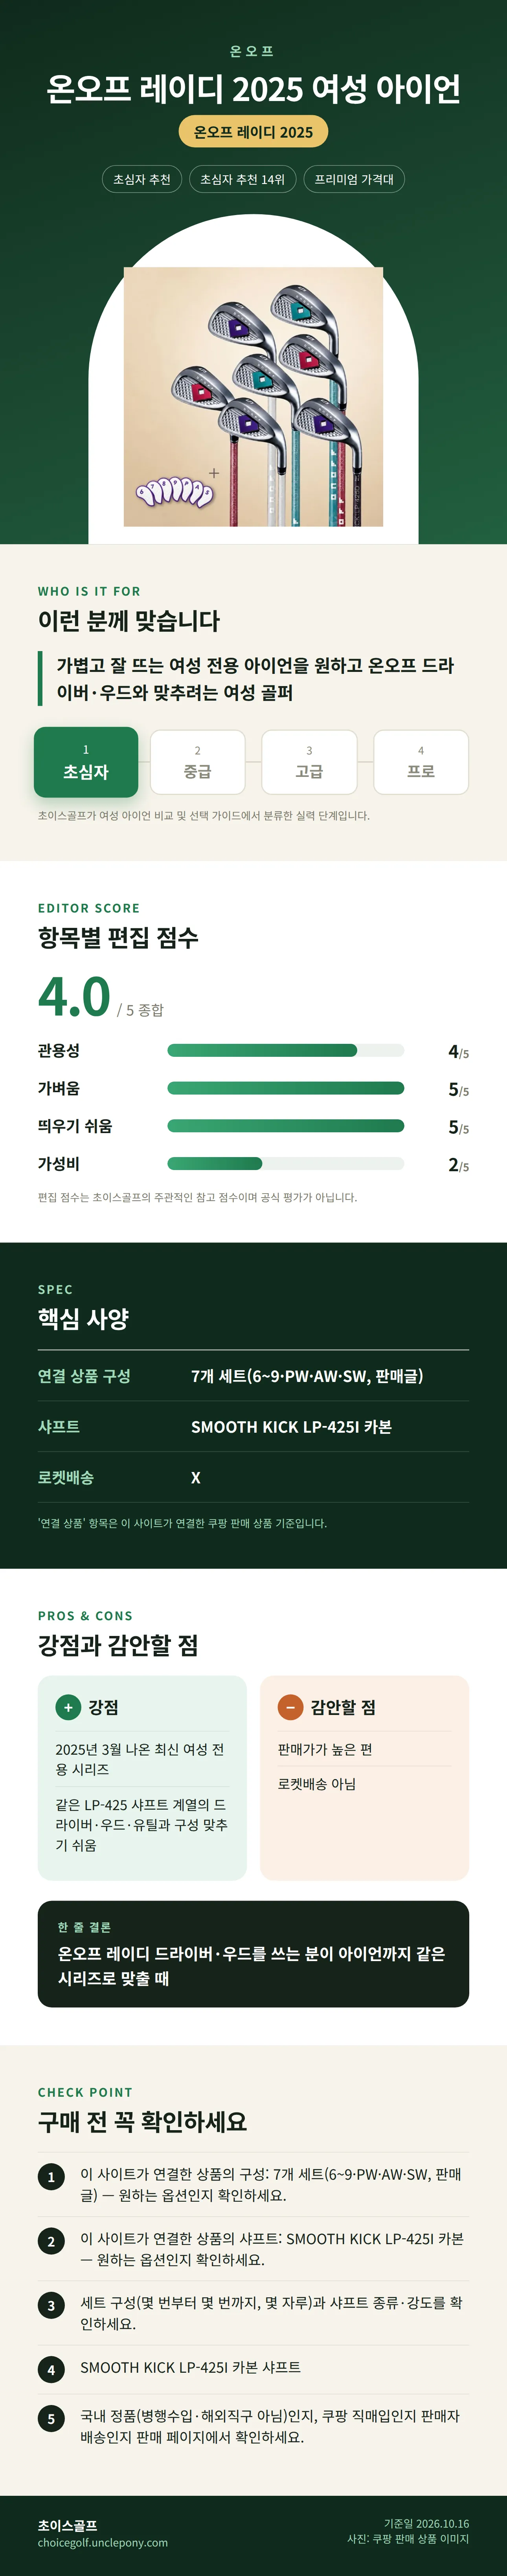 온오프
온오프 레이디 2025 여성 아이언
온오프 레이디 2025
초심자 추천
초심자 추천 14위
프리미엄 가격대
WHO IS IT FOR
이런 분께 맞습니다
가볍고 잘 뜨는 여성 전용 아이언을 원하고 온오프 드라
이버·우드와 맞추려는 여성 골퍼
1
초심자
2
중급
3
고급
4
프로
초이스골프가 여성 아이언 비교 및 선택 가이드에서 분류한 실력 단계입니다.
EDITOR SCORE
항목별 편집 점수
4.0 / 5 종합
관용성 4/5
가벼움 5/5
띄우기 쉬움 5/5
가성비 2/5
편집 점수는 초이스골프의 주관적인 참고 점수이며 공식 평가가 아닙니다.
SPEC
핵심 사양
연결 상품 구성 7개 세트(6~9·PW·AW·SW, 판매글)
샤프트 SMOOTH KICK LP-425I 카본
로켓배송 X
'연결 상품' 항목은 이 사이트가 연결한 쿠팡 판매 상품 기준입니다.
PROS & CONS
강점과 감안할 점
+ 강점
2025년 3월 나온 최신 여성 전
용 시리즈
같은 LP-425 샤프트 계열의 드
라이버·우드·유틸과 구성 맞추
기 쉬움
− 감안할 점
판매가가 높은 편
로켓배송 아님
한 줄 결론
온오프 레이디 드라이버·우드를 쓰는 분이 아이언까지 같은
시리즈로 맞출 때
CHECK POINT
구매 전 꼭 확인하세요
1 이 사이트가 연결한 상품의 구성: 7개 세트(6~9·PW·AW·SW, 판매
글) — 원하는 옵션인지 확인하세요.
2 이 사이트가 연결한 상품의 샤프트: SMOOTH KICK LP-425I 카본
— 원하는 옵션인지 확인하세요.
3 세트 구성(몇 번부터 몇 번까지, 몇 자루)과 샤프트 종류·강도를 확
인하세요.
4 SMOOTH KICK LP-425I 카본 샤프트
5 국내 정품(병행수입·해외직구 아님)인지, 쿠팡 직매입인지 판매자
배송인지 판매 페이지에서 확인하세요.
초이스골프
choicegolf.unclepony.com
기준일 2026.10.16
사진: 쿠팡 판매 상품 이미지